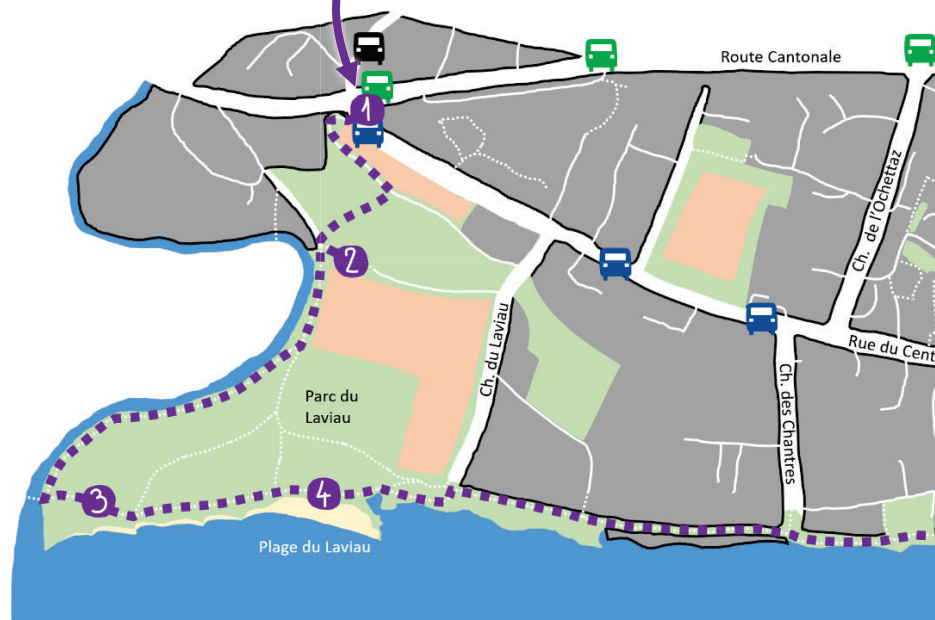 Route Cantonale
1
Ch. de l'Ochettaz
2
Ch. du Laviau
Rue du Cent
Ch. des Chantres
Parc du
Laviau
3
4
Plage du Laviau